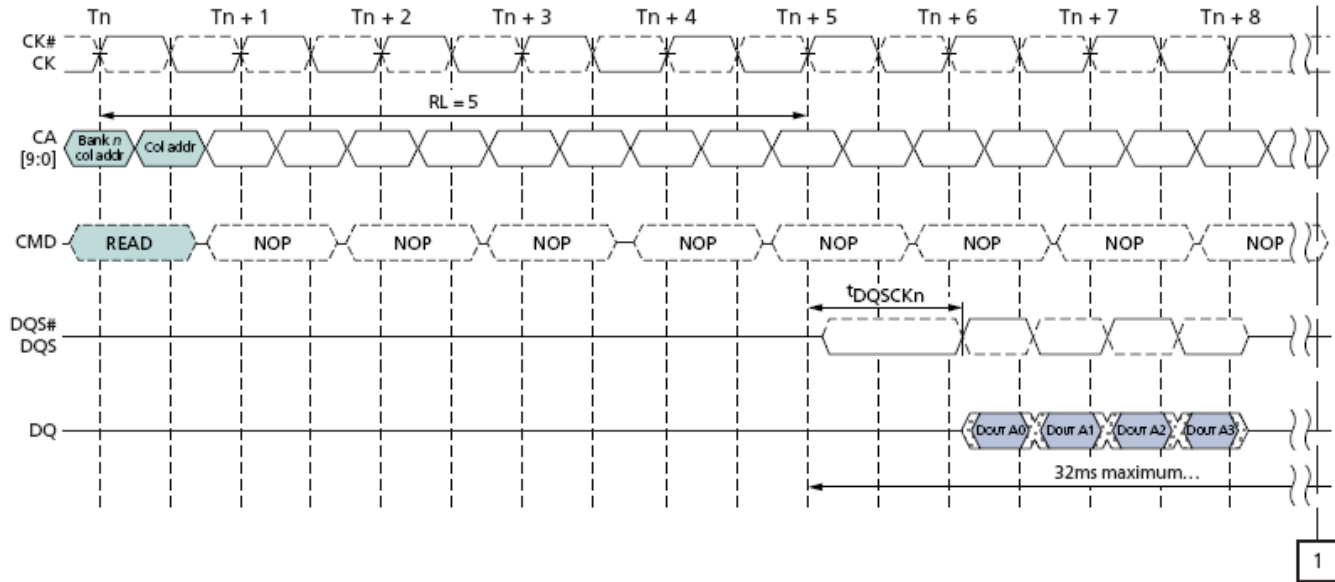 Tn Tn + 1 Tn + 2 Tn + 3 Tn + 4 Tn + 5 Tn + 6 Tn + 7 Tn + 8
CK#
CK
RL = 5
CA
[9:0]
Bank n
col addr
Col addr
CMD
READ NOP NOP NOP NOP NOP NOP NOP NOP
tDQSCKn
DQS#
DQS
DQ
DOUT A0 DOUT A1 DOUT A2 DOUT A3
32ms maximum…
1